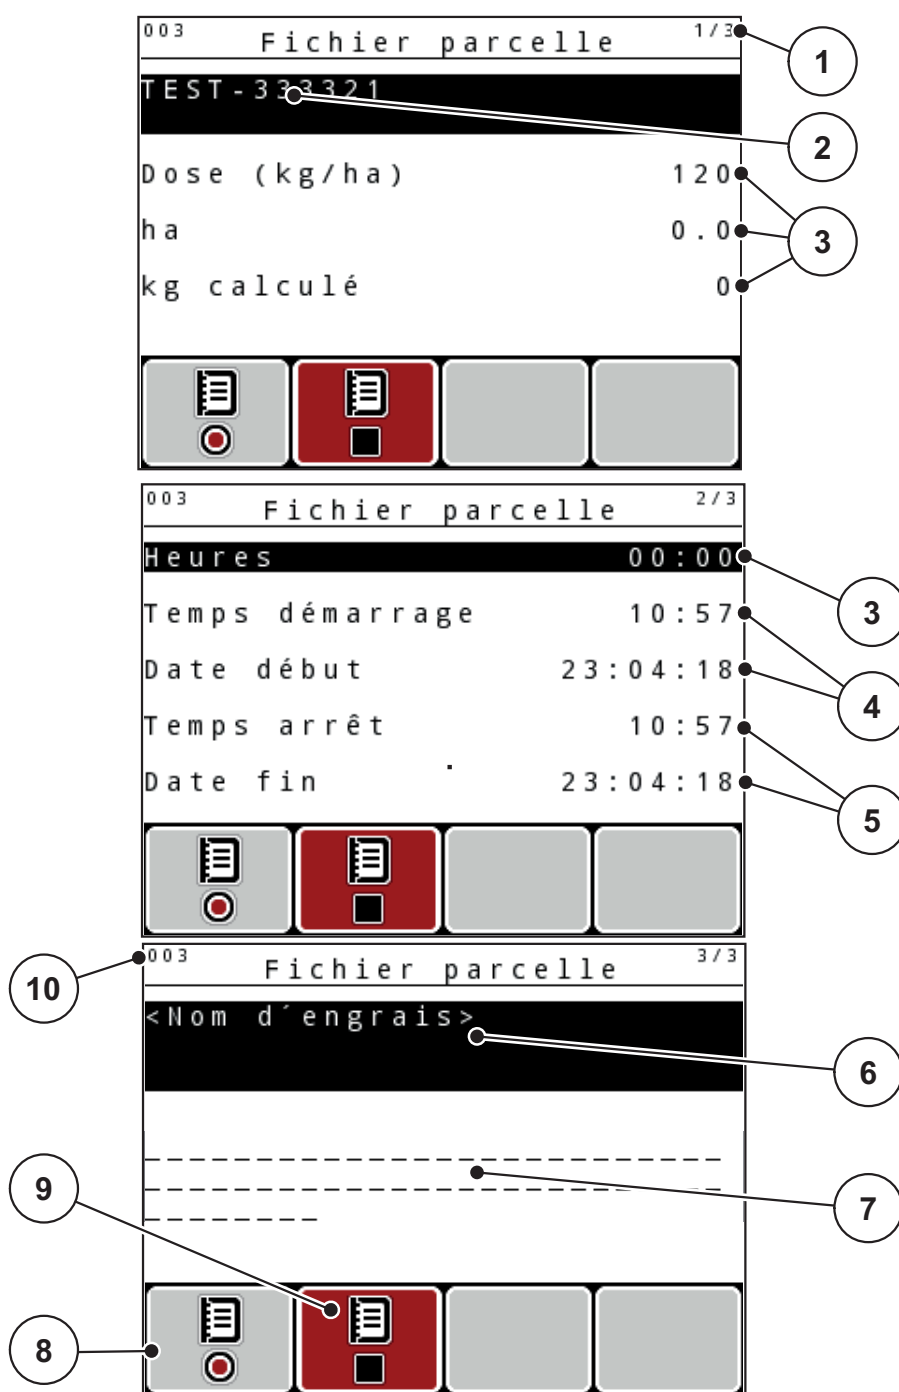 003 Fichier parcelle 1/3
1
TEST-333321
2
Dose (kg/ha) 120
ha 0.0
3
kg calculé 0
003 Fichier parcelle 2/3
Heures 00:00
3
Temps démarrage 10:57
Date début 23:04:18
4
Temps arrêt 10:57
Date fin 23:04:18
5
003 Fichier parcelle 3/3
10
<Nom d´engrais>
6
9
7
8